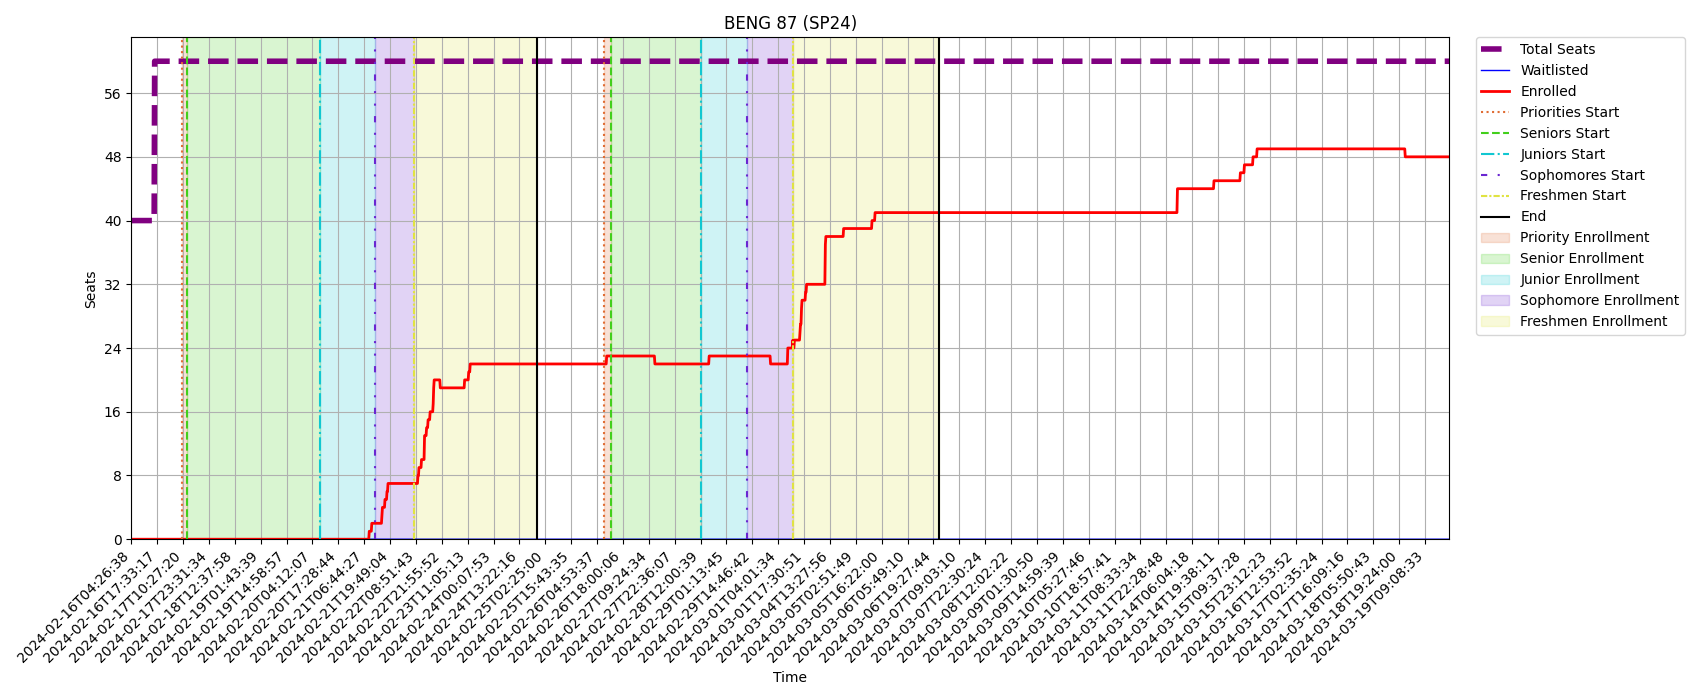 BENG 87 (SP24)
Seats
56
48
40
32
24
16
8
0
2024-02-16T04:26:38
2024-02-16T17:33:17
2024-02-17T10:27:20
2024-02-17T23:31:34
2024-02-18T12:37:58
2024-02-19T01:43:39
2024-02-19T14:58:57
2024-02-20T04:12:07
2024-02-20T17:28:44
2024-02-21T06:44:27
2024-02-21T19:49:04
2024-02-22T08:51:43
2024-02-22T21:55:52
2024-02-23T11:05:13
2024-02-24T00:07:53
2024-02-24T13:22:16
2024-02-25T02:25:00
2024-02-25T15:43:35
2024-02-26T04:53:37
2024-02-26T18:00:06
2024-02-27T09:24:34
2024-02-27T22:36:07
2024-02-28T12:00:39
2024-02-29T01:13:45
2024-02-29T14:46:42
2024-03-01T04:01:34
2024-03-01T17:30:51
2024-03-04T13:27:56
2024-03-05T02:51:49
2024-03-05T16:22:00
2024-03-06T05:49:10
2024-03-06T19:27:44
2024-03-07T09:03:10
2024-03-07T22:30:24
2024-03-08T12:02:22
2024-03-09T01:30:50
2024-03-09T14:59:39
2024-03-10T05:27:46
2024-03-10T18:57:41
2024-03-11T08:33:34
2024-03-11T22:28:48
2024-03-14T06:04:18
2024-03-14T19:38:11
2024-03-15T09:37:28
2024-03-15T23:12:23
2024-03-16T12:53:52
2024-03-17T02:35:24
2024-03-17T16:09:16
2024-03-18T05:50:43
2024-03-18T19:24:00
2024-03-19T09:08:33
Time
Total Seats
Waitlisted
Enrolled
Priorities Start
Seniors Start
Juniors Start
Sophomores Start
Freshmen Start
End
Priority Enrollment
Senior Enrollment
Junior Enrollment
Sophomore Enrollment
Freshmen Enrollment